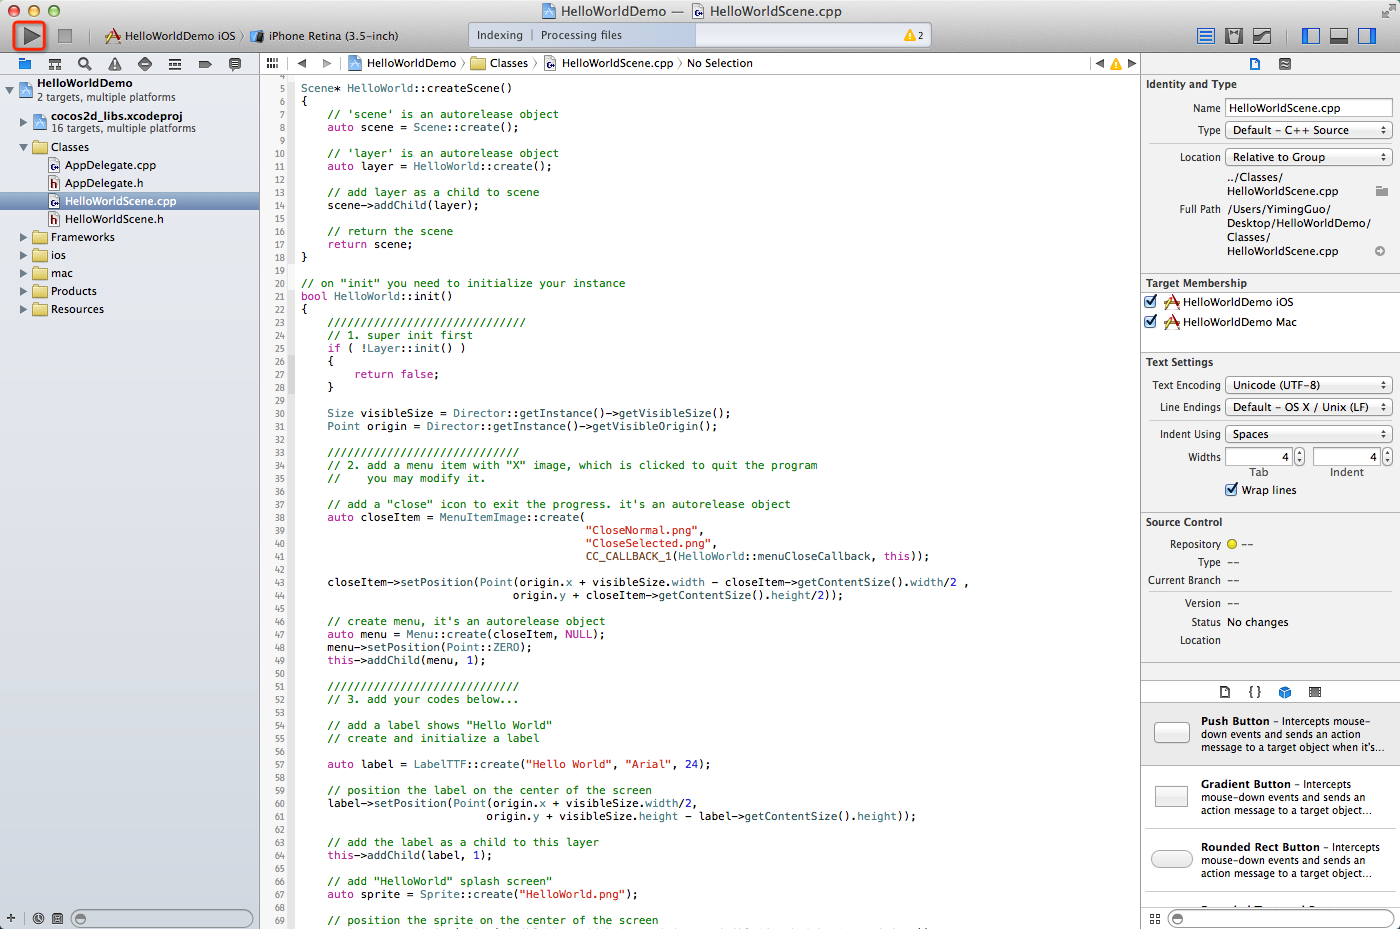 HelloWorldDemo — HelloWorldScene.cpp
HelloWorldDemo iOS 〉 iPhone Retina (3.5-inch)
Indexing | Processing files
2
HelloWorldDemo 〉 Classes 〉 HelloWorldScene.cpp 〉 No Selection
HelloWorldDemo
2 targets, multiple platforms
cocos2d_libs.xcodeproj
16 targets, multiple platforms
Classes
AppDelegate.cpp
AppDelegate.h
HelloWorldScene.cpp
HelloWorldScene.h
Frameworks
ios
mac
Products
Resources
4
5 Scene* HelloWorld::createScene()
6 {
7     // 'scene' is an autorelease object
8     auto scene = Scene::create();
9
10     // 'layer' is an autorelease object
11     auto layer = HelloWorld::create();
12
13     // add layer as a child to scene
14     scene->addChild(layer);
15
16     // return the scene
17     return scene;
18 }
19
20 // on "init" you need to initialize your instance
21 bool HelloWorld::init()
22 {
23     //////////////////////////////
24     // 1. super init first
25     if ( !Layer::init() )
26     {
27         return false;
28     }
29
30     Size visibleSize = Director::getInstance()->getVisibleSize();
31     Point origin = Director::getInstance()->getVisibleOrigin();
32
33     /////////////////////////////
34     // 2. add a menu item with "X" image, which is clicked to quit the program
35     //    you may modify it.
36
37     // add a "close" icon to exit the progress. it's an autorelease object
38     auto closeItem = MenuItemImage::create(
39                                        "CloseNormal.png",
40                                        "CloseSelected.png",
41                                        CC_CALLBACK_1(HelloWorld::menuCloseCallback, this));
42
43     closeItem->setPosition(Point(origin.x + visibleSize.width - closeItem->getContentSize().width/2 ,
44                             origin.y + closeItem->getContentSize().height/2));
45
46     // create menu, it's an autorelease object
47     auto menu = Menu::create(closeItem, NULL);
48     menu->setPosition(Point::ZERO);
49     this->addChild(menu, 1);
50
51     /////////////////////////////
52     // 3. add your codes below...
53
54     // add a label shows "Hello World"
55     // create and initialize a label
56
57     auto label = LabelTTF::create("Hello World", "Arial", 24);
58
59     // position the label on the center of the screen
60     label->setPosition(Point(origin.x + visibleSize.width/2,
61                         origin.y + visibleSize.height - label->getContentSize().height));
62
63     // add the label as a child to this layer
64     this->addChild(label, 1);
65
66     // add "HelloWorld" splash screen"
67     auto sprite = Sprite::create("HelloWorld.png");
68
69     // position the sprite on the center of the screen
Identity and Type
Name HelloWorldScene.cpp
Type Default - C++ Source
Location Relative to Group
../Classes/
HelloWorldScene.cpp
Full Path /Users/YimingGuo/
Desktop/HelloWorldDemo/
Classes/
HelloWorldScene.cpp
Target Membership
HelloWorldDemo iOS
HelloWorldDemo Mac
Text Settings
Text Encoding Unicode (UTF-8)
Line Endings Default - OS X / Unix (LF)
Indent Using Spaces
Widths 4 4
Tab Indent
Wrap lines
Source Control
Repository --
Type --
Current Branch --
Version --
Status No changes
Location
Push Button - Intercepts mouse-
down events and sends an action
message to a target object when it's...
Gradient Button - Intercepts
mouse-down events and sends an
action message to a target object...
Rounded Rect Button - Intercepts
mouse-down events and sends an
action message to a target object...